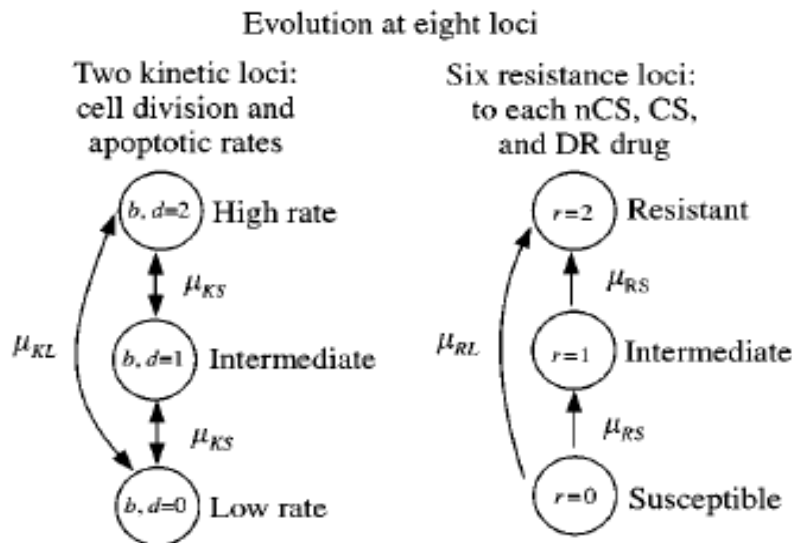 Evolution at eight loci
Two kinetic loci:
cell division and
apoptotic rates
b, d=2 High rate
μKS
μKL
b, d=1 Intermediate
μKS
b, d=0 Low rate
Six resistance loci:
to each nCS, CS,
and DR drug
r=2 Resistant
μRS
μRL
r=1 Intermediate
μRS
r=0 Susceptible